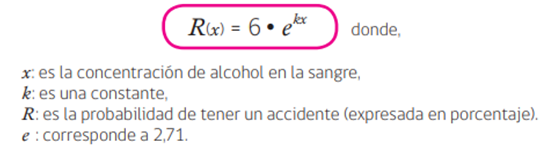 R(x) = 6 • e^{kx} donde,
x: es la concentración de alcohol en la sangre,
k: es una constante,
R: es la probabilidad de tener un accidente (expresada en porcentaje).
e : corresponde a 2,71.